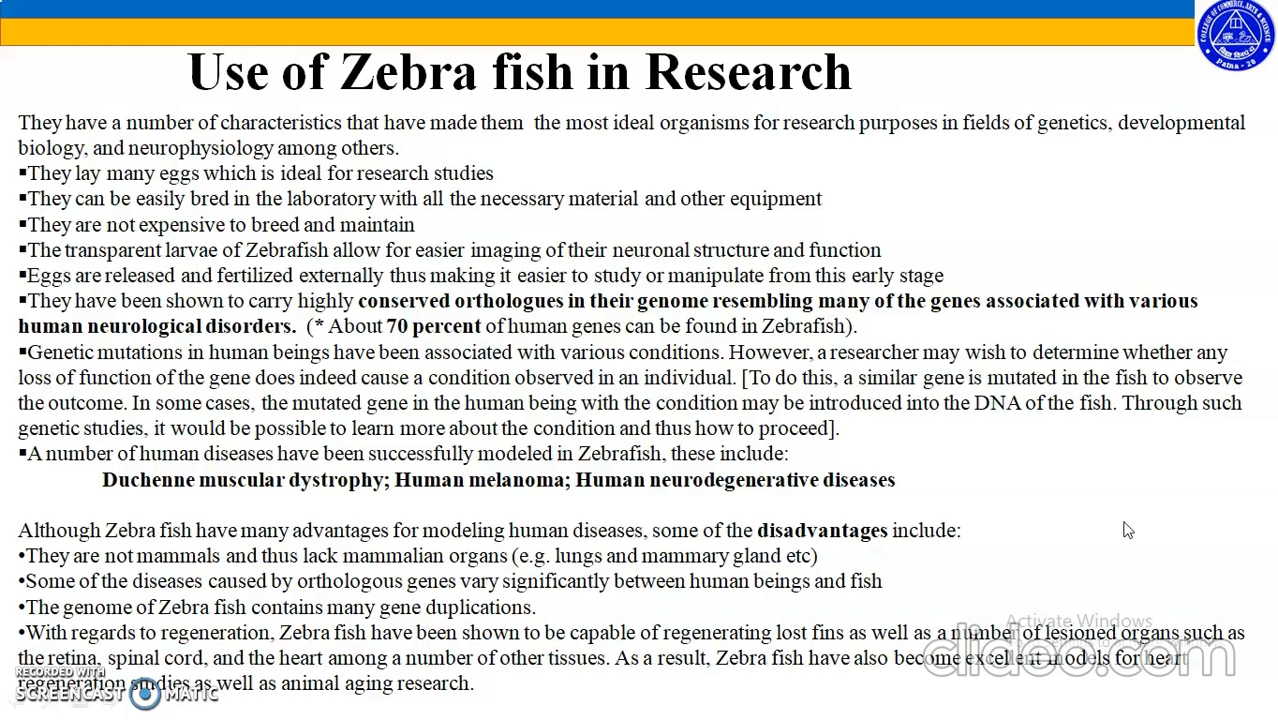 COLLEGE OF COMMERCE, ARTS & SCIENCE
Patna - 20
Use of Zebra fish in Research
They have a number of characteristics that have made them the most ideal organisms for research purposes in fields of genetics, developmental
biology, and neurophysiology among others.
▪They lay many eggs which is ideal for research studies
▪They can be easily bred in the laboratory with all the necessary material and other equipment
▪They are not expensive to breed and maintain
▪The transparent larvae of Zebrafish allow for easier imaging of their neuronal structure and function
▪Eggs are released and fertilized externally thus making it easier to study or manipulate from this early stage
▪They have been shown to carry highly conserved orthologues in their genome resembling many of the genes associated with various
human neurological disorders. (* About 70 percent of human genes can be found in Zebrafish).
▪Genetic mutations in human beings have been associated with various conditions. However, a researcher may wish to determine whether any
loss of function of the gene does indeed cause a condition observed in an individual. [To do this, a similar gene is mutated in the fish to observe
the outcome. In some cases, the mutated gene in the human being with the condition may be introduced into the DNA of the fish. Through such
genetic studies, it would be possible to learn more about the condition and thus how to proceed].
▪A number of human diseases have been successfully modeled in Zebrafish, these include:
Duchenne muscular dystrophy; Human melanoma; Human neurodegenerative diseases
Although Zebra fish have many advantages for modeling human diseases, some of the disadvantages include:
•They are not mammals and thus lack mammalian organs (e.g. lungs and mammary gland etc)
•Some of the diseases caused by orthologous genes vary significantly between human beings and fish
•The genome of Zebra fish contains many gene duplications.
•With regards to regeneration, Zebra fish have been shown to be capable of regenerating lost fins as well as a number of lesioned organs such as
the retina, spinal cord, and the heart among a number of other tissues. As a result, Zebra fish have also become excellent models for heart
regeneration studies as well as animal aging research.
Activate Windows
clideo.com
RECORDED WITH
SCREENCAST MATIC